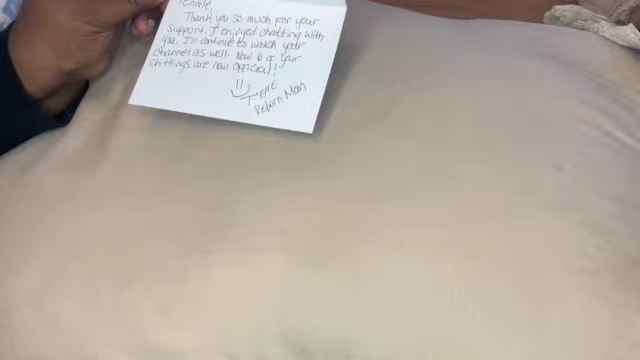 Thank you so much for your
support. I enjoyed chatting with
you. I'll continue to watch your
channel as well. Now 6 of your
Chittlings are now official!
Reborn Mom